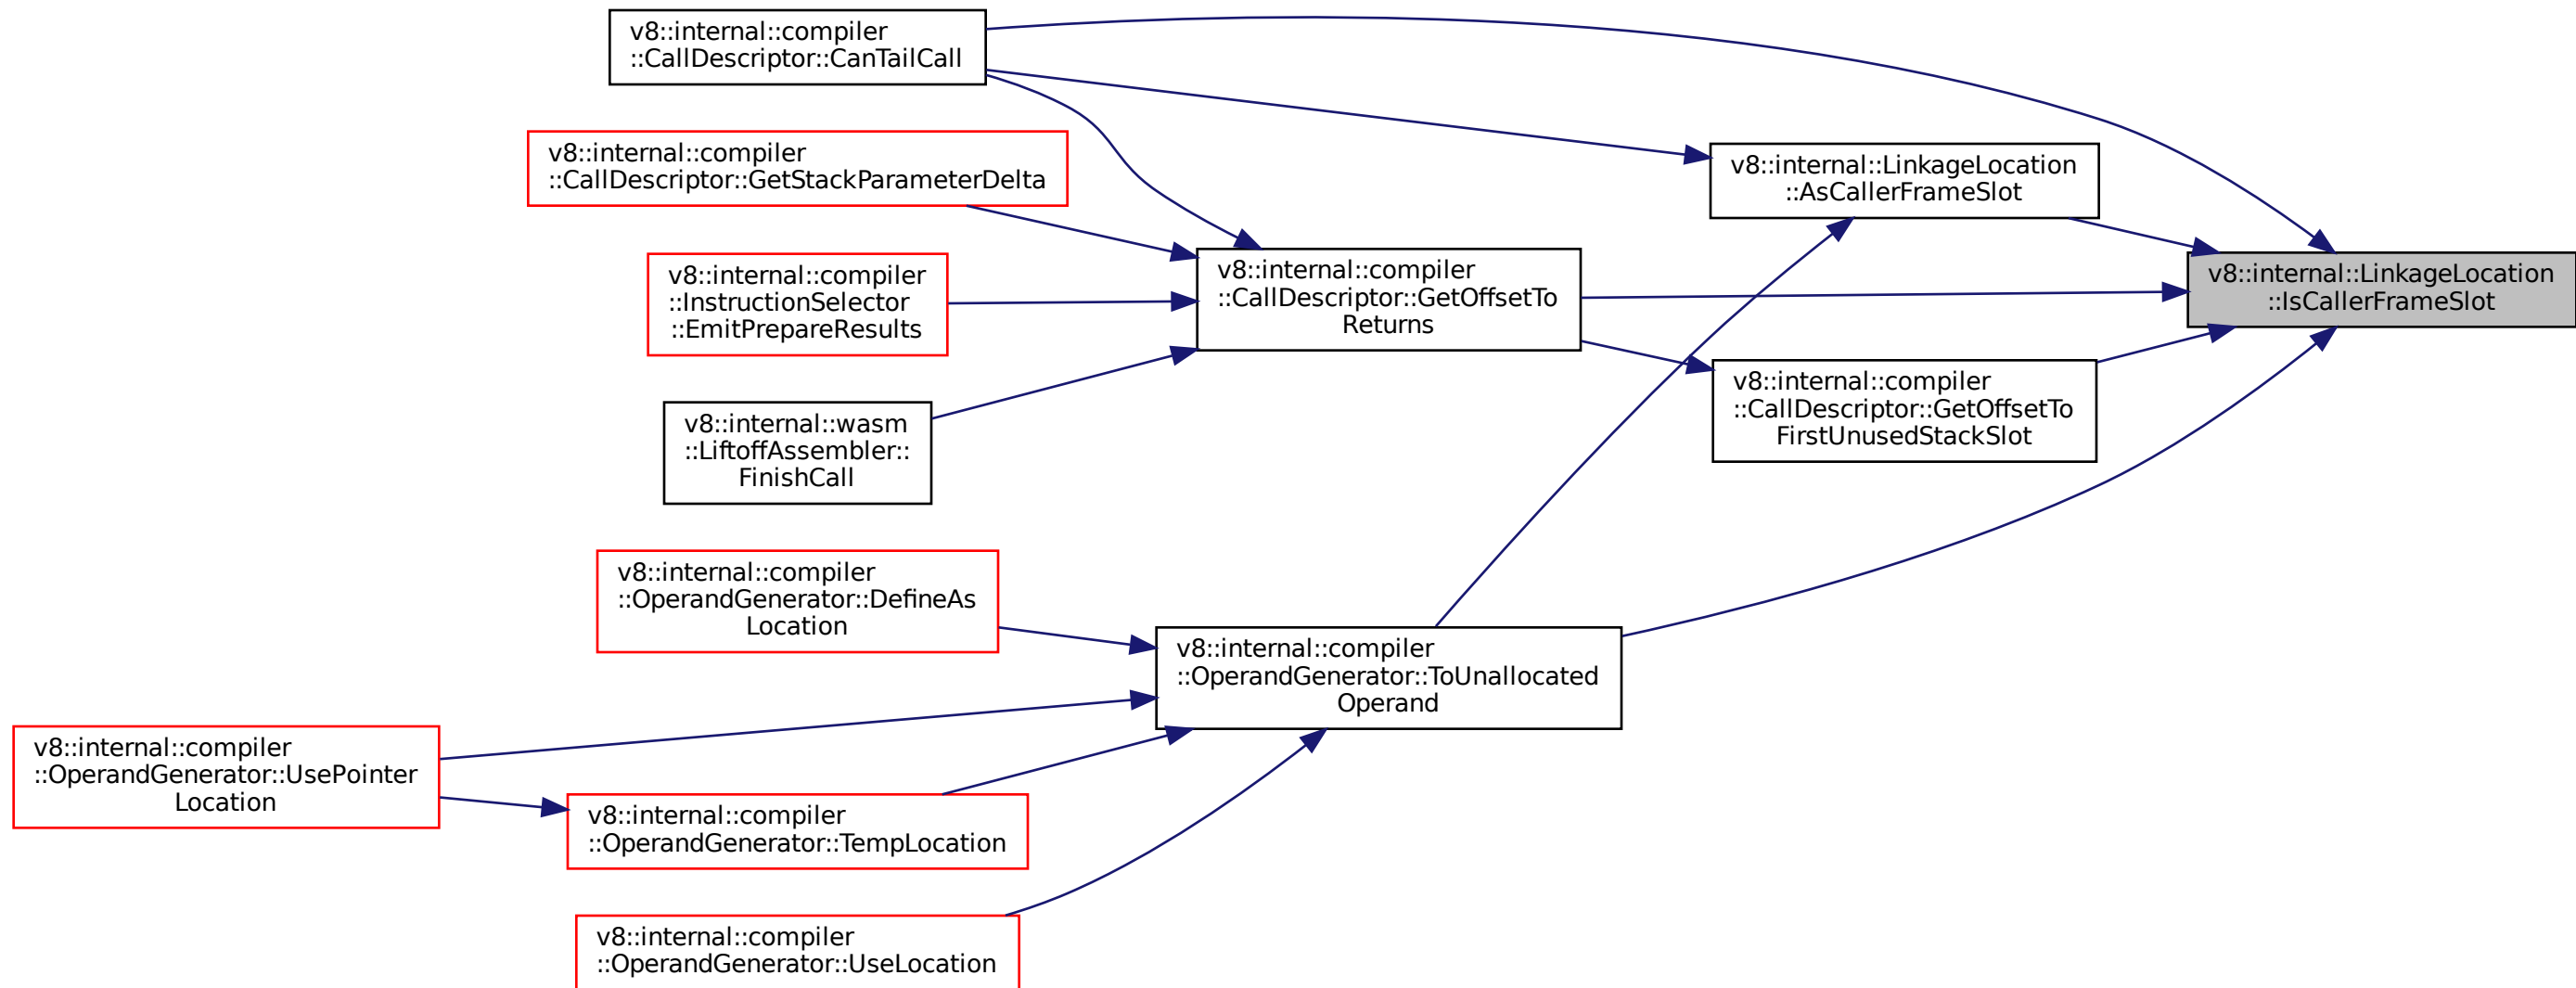 v8::internal::compiler
::CallDescriptor::CanTailCall
v8::internal::compiler
::CallDescriptor::GetStackParameterDelta
v8::internal::LinkageLocation
::AsCallerFrameSlot
v8::internal::compiler
::InstructionSelector
::EmitPrepareResults
v8::internal::compiler
::CallDescriptor::GetOffsetTo
Returns
v8::internal::LinkageLocation
::IsCallerFrameSlot
v8::internal::wasm
::LiftoffAssembler::
FinishCall
v8::internal::compiler
::CallDescriptor::GetOffsetTo
FirstUnusedStackSlot
v8::internal::compiler
::OperandGenerator::DefineAs
Location
v8::internal::compiler
::OperandGenerator::ToUnallocated
Operand
v8::internal::compiler
::OperandGenerator::UsePointer
Location
v8::internal::compiler
::OperandGenerator::TempLocation
v8::internal::compiler
::OperandGenerator::UseLocation